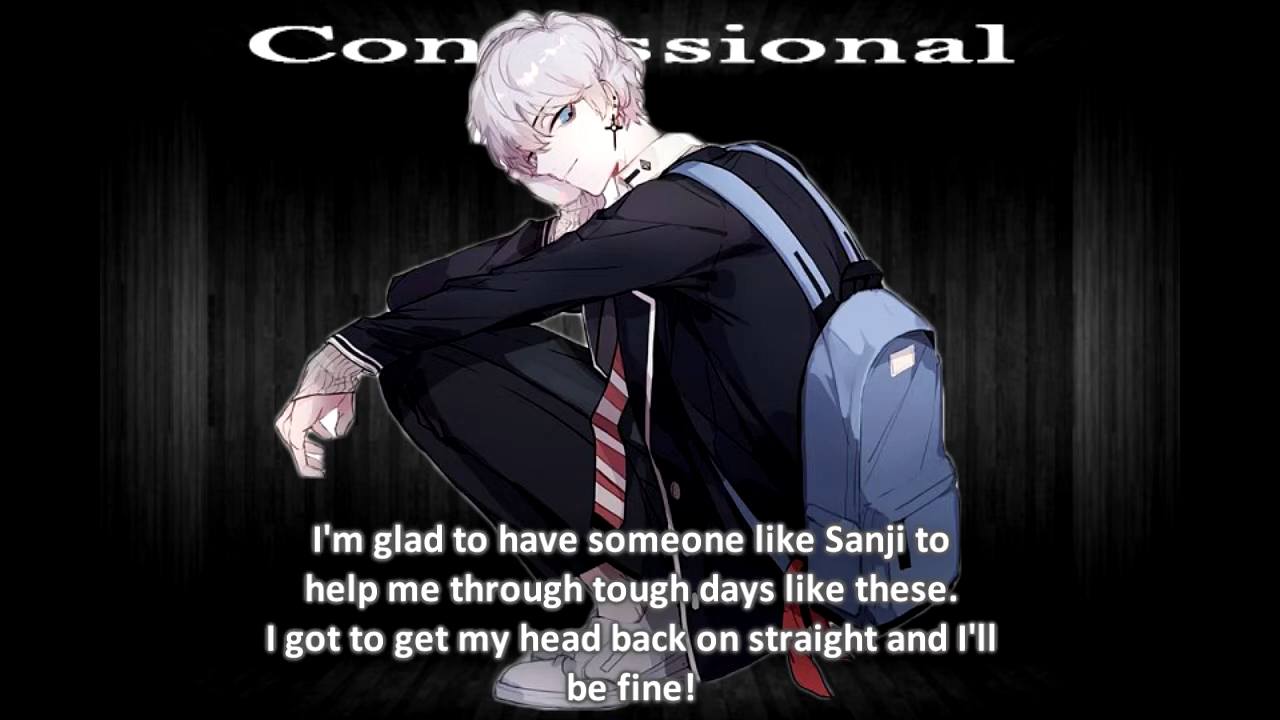 Con ssional
I'm glad to have someone like Sanji to
help me through tough days like these.
I got to get my head back on straight and I'll
be fine!